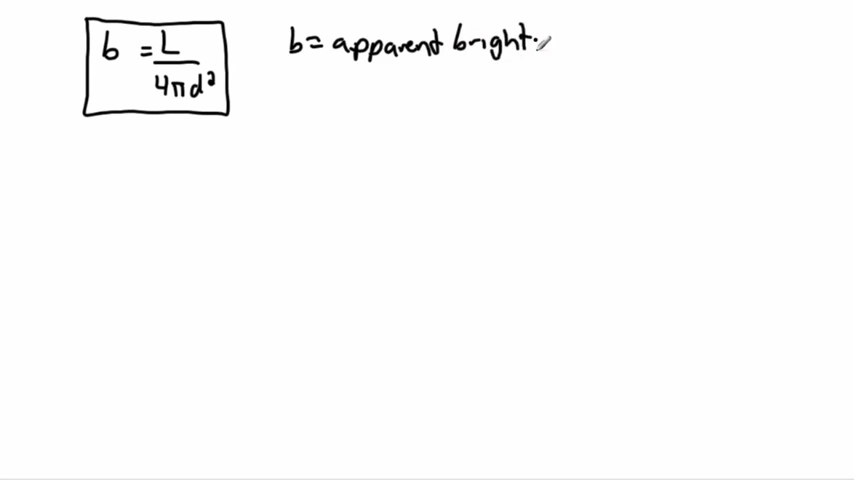 b = L / 4πd²
b = apparent bright